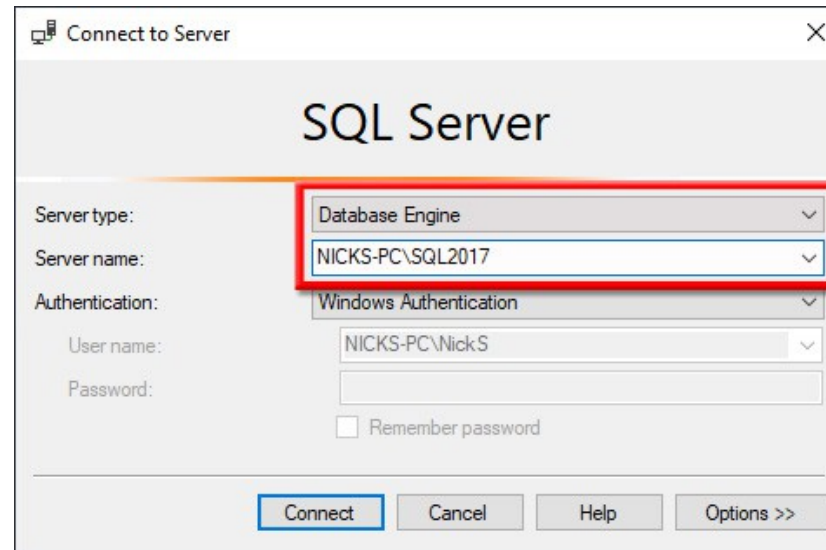 Connect to Server
SQL Server
Server type: Database Engine
Server name: NICKS-PC\SQL2017
Authentication: Windows Authentication
User name: NICKS-PC\NickS
Password:
Remember password
Connect Cancel Help Options >>